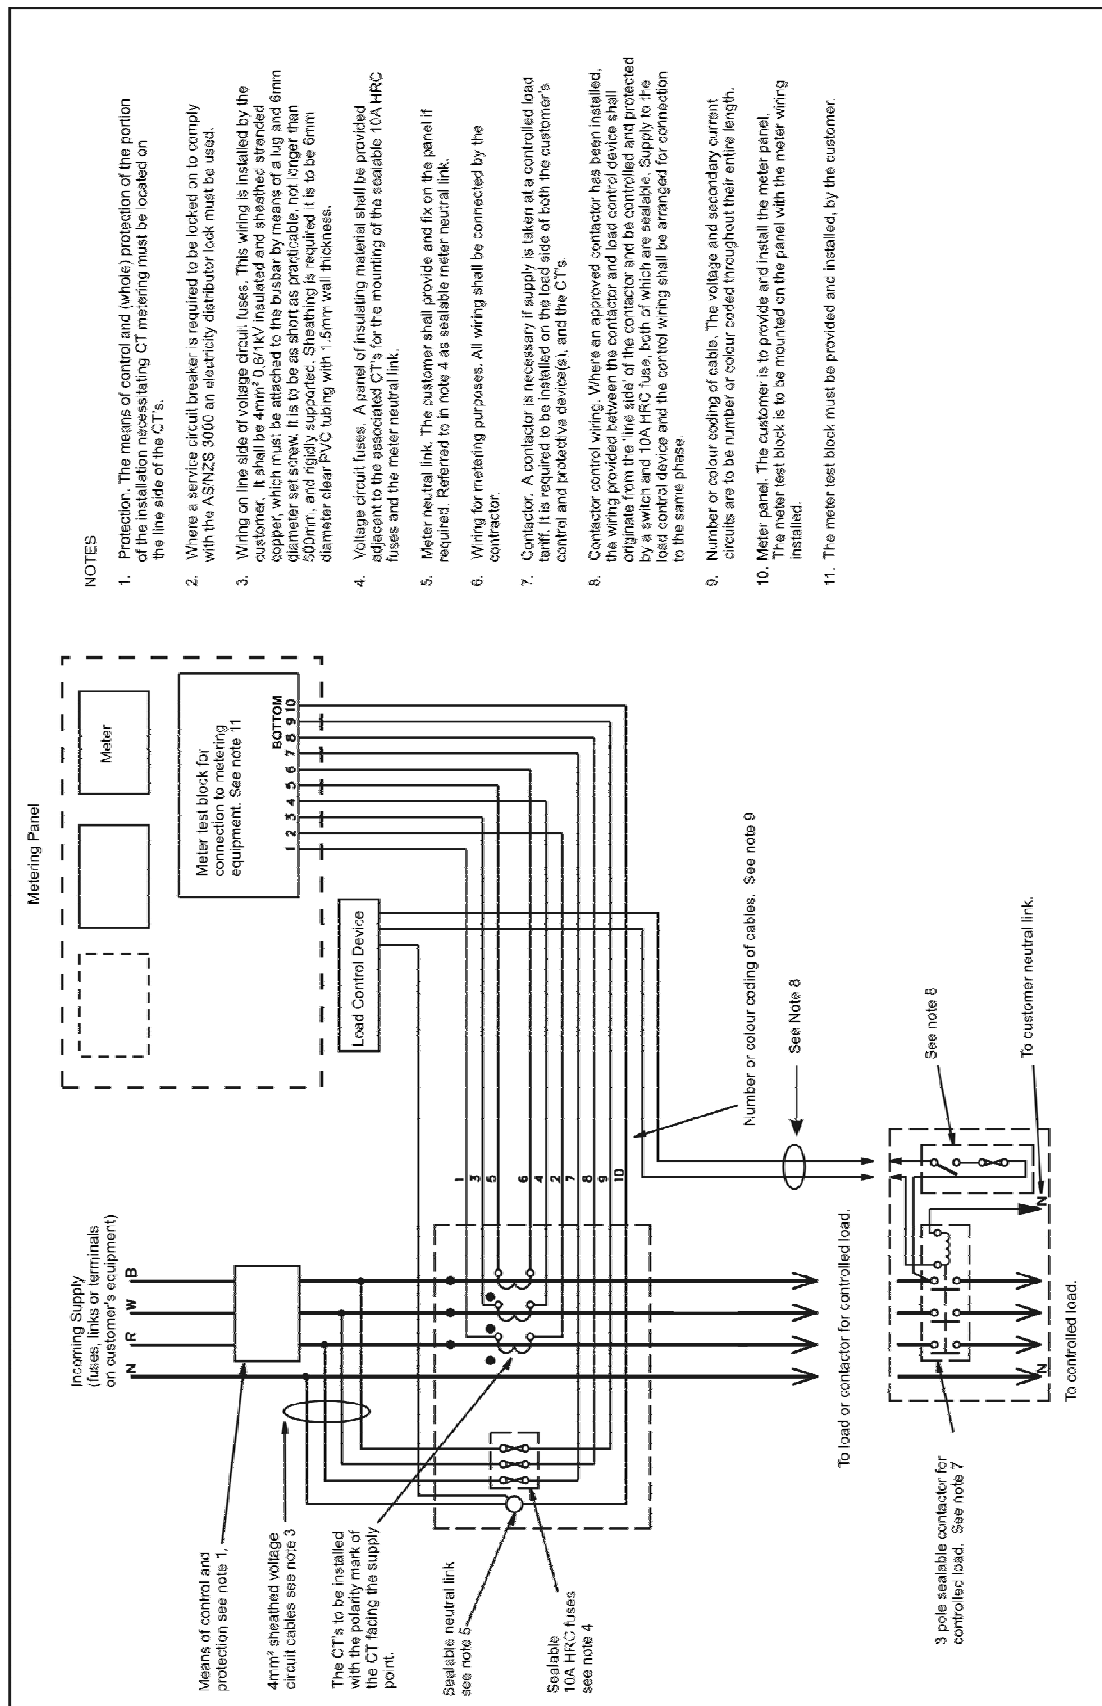 NOTES
1. Protection. The means of control and (whole) protection of the portion
of the installation necessitating CT metering must be located on
the line side of the CT's.
2. Where a service circuit breaker is required to be locked on to comply
with the AS/NZS 3000 an electricity distributor lock must be used.
3. Wiring on line side of voltage circuit fuses. This wiring is installed by the
customer. It shall be 4mm² 0.6/1kV insulated and sheathed stranded
copper, which must be attached to the busbar by means of a lug and 6mm
diameter set screw. It is to be as short as practicable, not longer than
500mm, and rigidly supported. Sheathing is required it is to be 6mm
diameter clear PVC tubing with 1.5mm wall thickness.
4. Voltage circuit fuses. A panel of insulating material shall be provided
adjacent to the associated CT's for the mounting of the sealable 10A HRC
fuses and the meter neutral link.
5. Meter neutral link. The customer shall provide and fix on the panel if
required. Referred to in note 4 as sealable meter neutral link.
6. Wiring for metering purposes. All wiring shall be connected by the
contractor.
7. Contactor. A contactor is necessary if supply is taken at a controlled load
tariff. It is required to be installed on the load side of both the customer's
control and protective device(s), and the CT's.
8. Contactor control wiring. Where an approved contactor has been installed,
the wiring provided between the contactor and load control device shall
originate from the 'line side' of the contactor and be controlled and protected
by a switch and 10A HRC fuse, both of which are sealable. Supply to the
load control device and the control wiring shall be arranged for connection
to the same phase.
9. Number or colour coding of cable. The voltage and secondary current
circuits are to be number or colour coded throughout their entire length.
10. Meter panel. The customer is to provide and install the meter panel.
The meter test block is to be mounted on the panel with the meter wiring
installed.
11. The meter test block must be provided and installed, by the customer.
Metering Panel
Meter
Meter test block for
connection to metering
equipment. See note 11
BOTTOM
1 2 3 4 5 6 7 8 9 10
Load Control Device
Number or colour coding of cables. See note 9
See Note 8
See note 8
To customer neutral link.
Incoming Supply
(fuses, links or terminals
on customer's equipment)
N R W B
1 3 5 6 4 2 7 8 9 10
Means of control and
protection see note 1,
4mm² sheathed voltage
circuit cables see note 3
The CT's to be installed
with the polarity mark of
the CT facing the supply
point.
Sealable neutral link
see note 5
Sealable
10A HRC fuses
see note 4
To load or contactor for controlled load.
3 pole sealable contactor for
controlled load. See note 7
N
N
To controlled load.